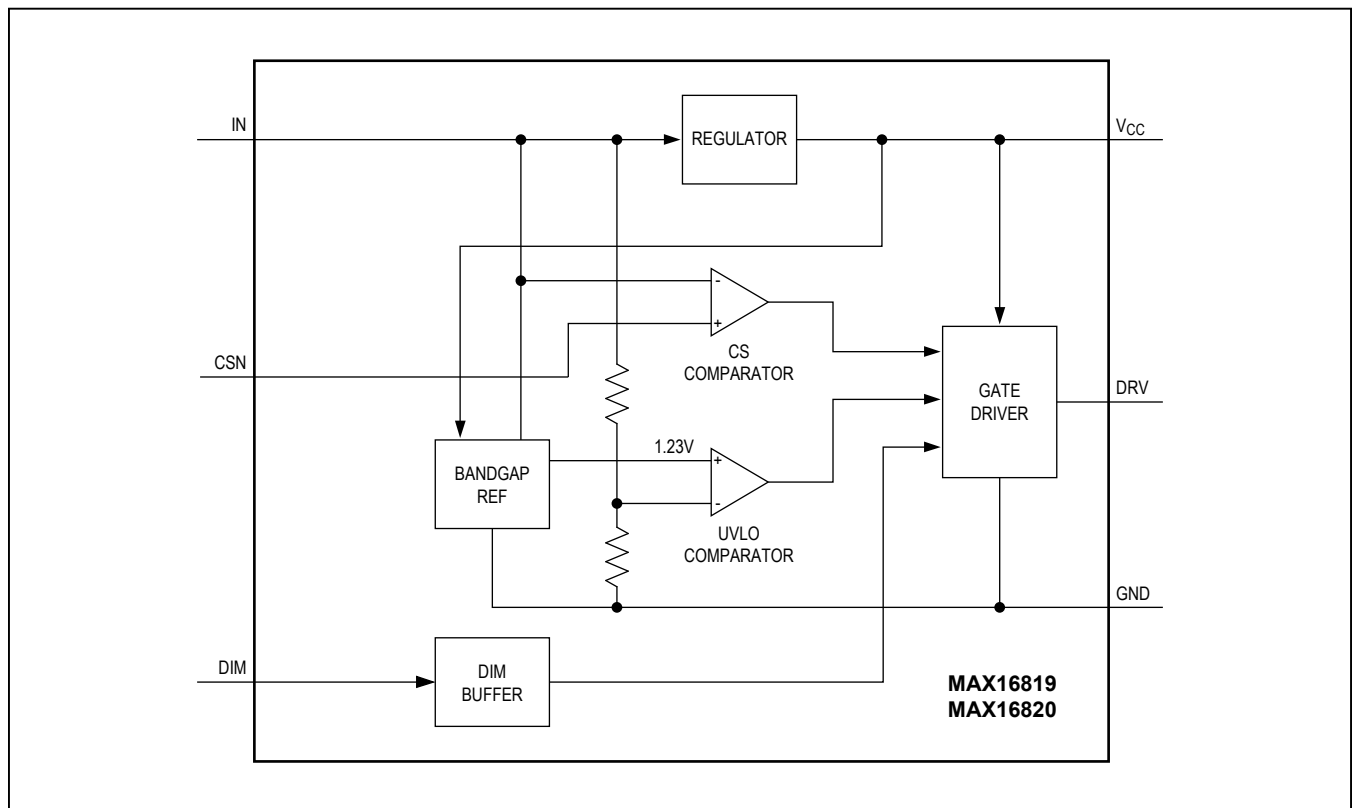 IN
REGULATOR
VCC
-
+
CS
COMPARATOR
CSN
GATE
DRIVER
DRV
BANDGAP
REF
1.23V
+
-
UVLO
COMPARATOR
GND
DIM
DIM
BUFFER
MAX16819
MAX16820